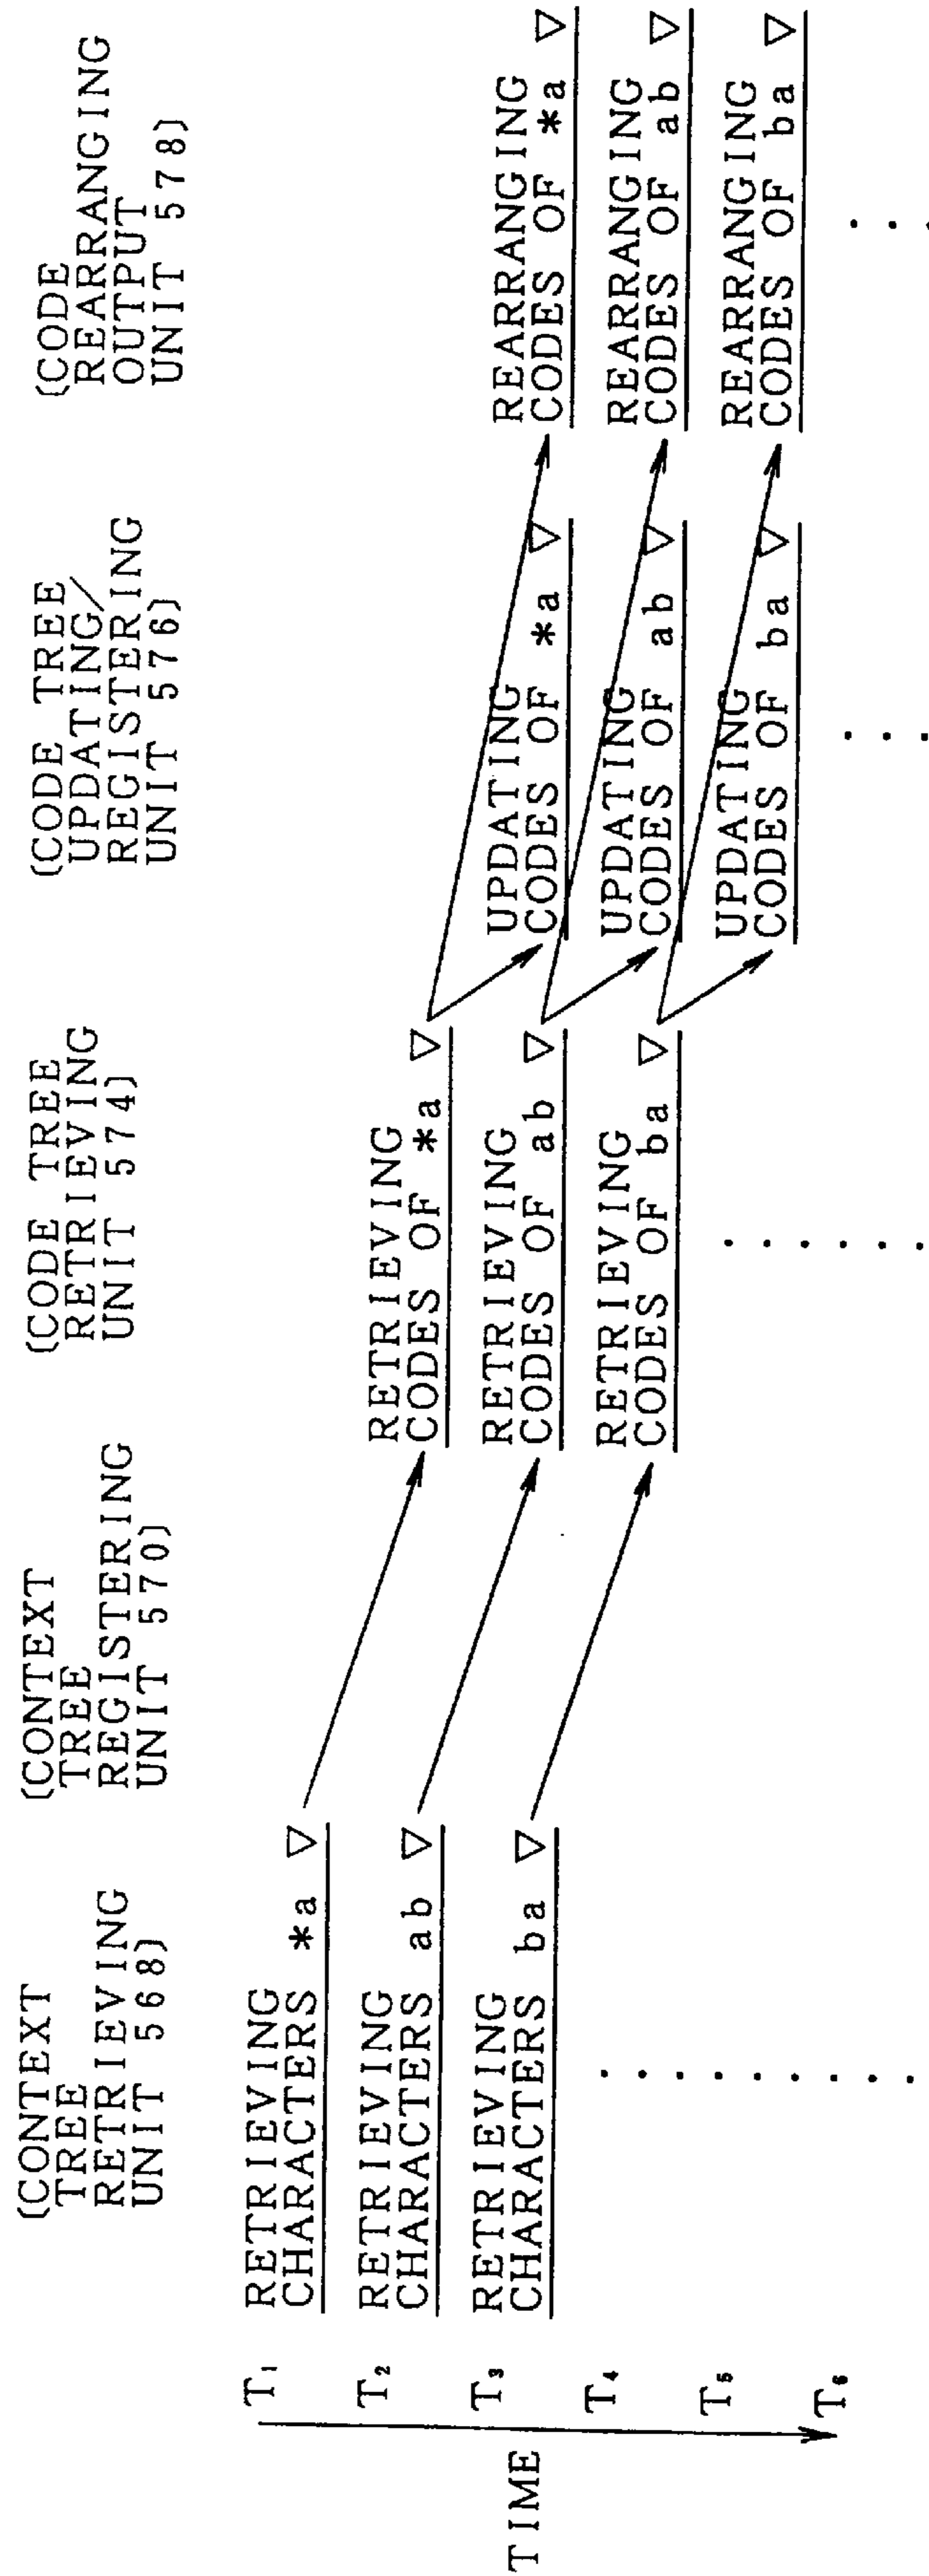 (CONTEXT
TREE
RETRIEVING
UNIT 568)
(CONTEXT
TREE
REGISTERING
UNIT 570)
(CODE TREE
RETRIEVING
UNIT 574)
(CODE TREE
UPDATING/
REGISTERING
UNIT 576)
(CODE
REARRANGING
OUTPUT
UNIT 578)
TIME
T₁
RETRIEVING
CHARACTERS *a ▽
T₂
RETRIEVING
CHARACTERS ab ▽
RETRIEVING
CODES OF *a ▽
T₃
RETRIEVING
CHARACTERS ba ▽
RETRIEVING
CODES OF ab ▽
UPDATING
CODES OF *a ▽
REARRANGING
CODES OF *a ▽
T₄
RETRIEVING
CODES OF ba ▽
UPDATING
CODES OF ab ▽
REARRANGING
CODES OF ab ▽
T₅
UPDATING
CODES OF ba ▽
REARRANGING
CODES OF ba ▽
T₆